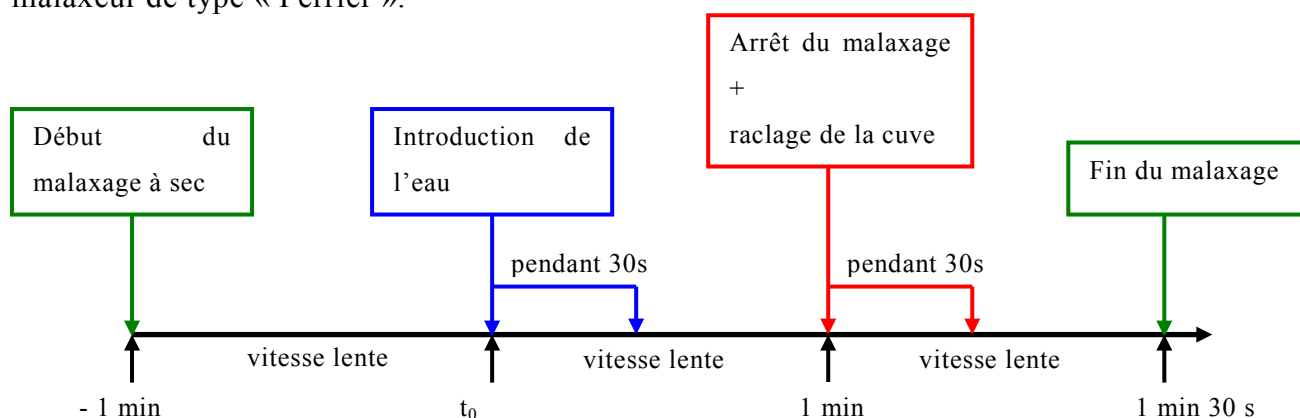 malaxeur de type « Perrier ».
Arrêt du malaxage
+
raclage de la cuve
Début du
malaxage à sec
Introduction de
l’eau
Fin du malaxage
pendant 30s
pendant 30s
vitesse lente
vitesse lente
vitesse lente
- 1 min
t₀
1 min
1 min 30 s